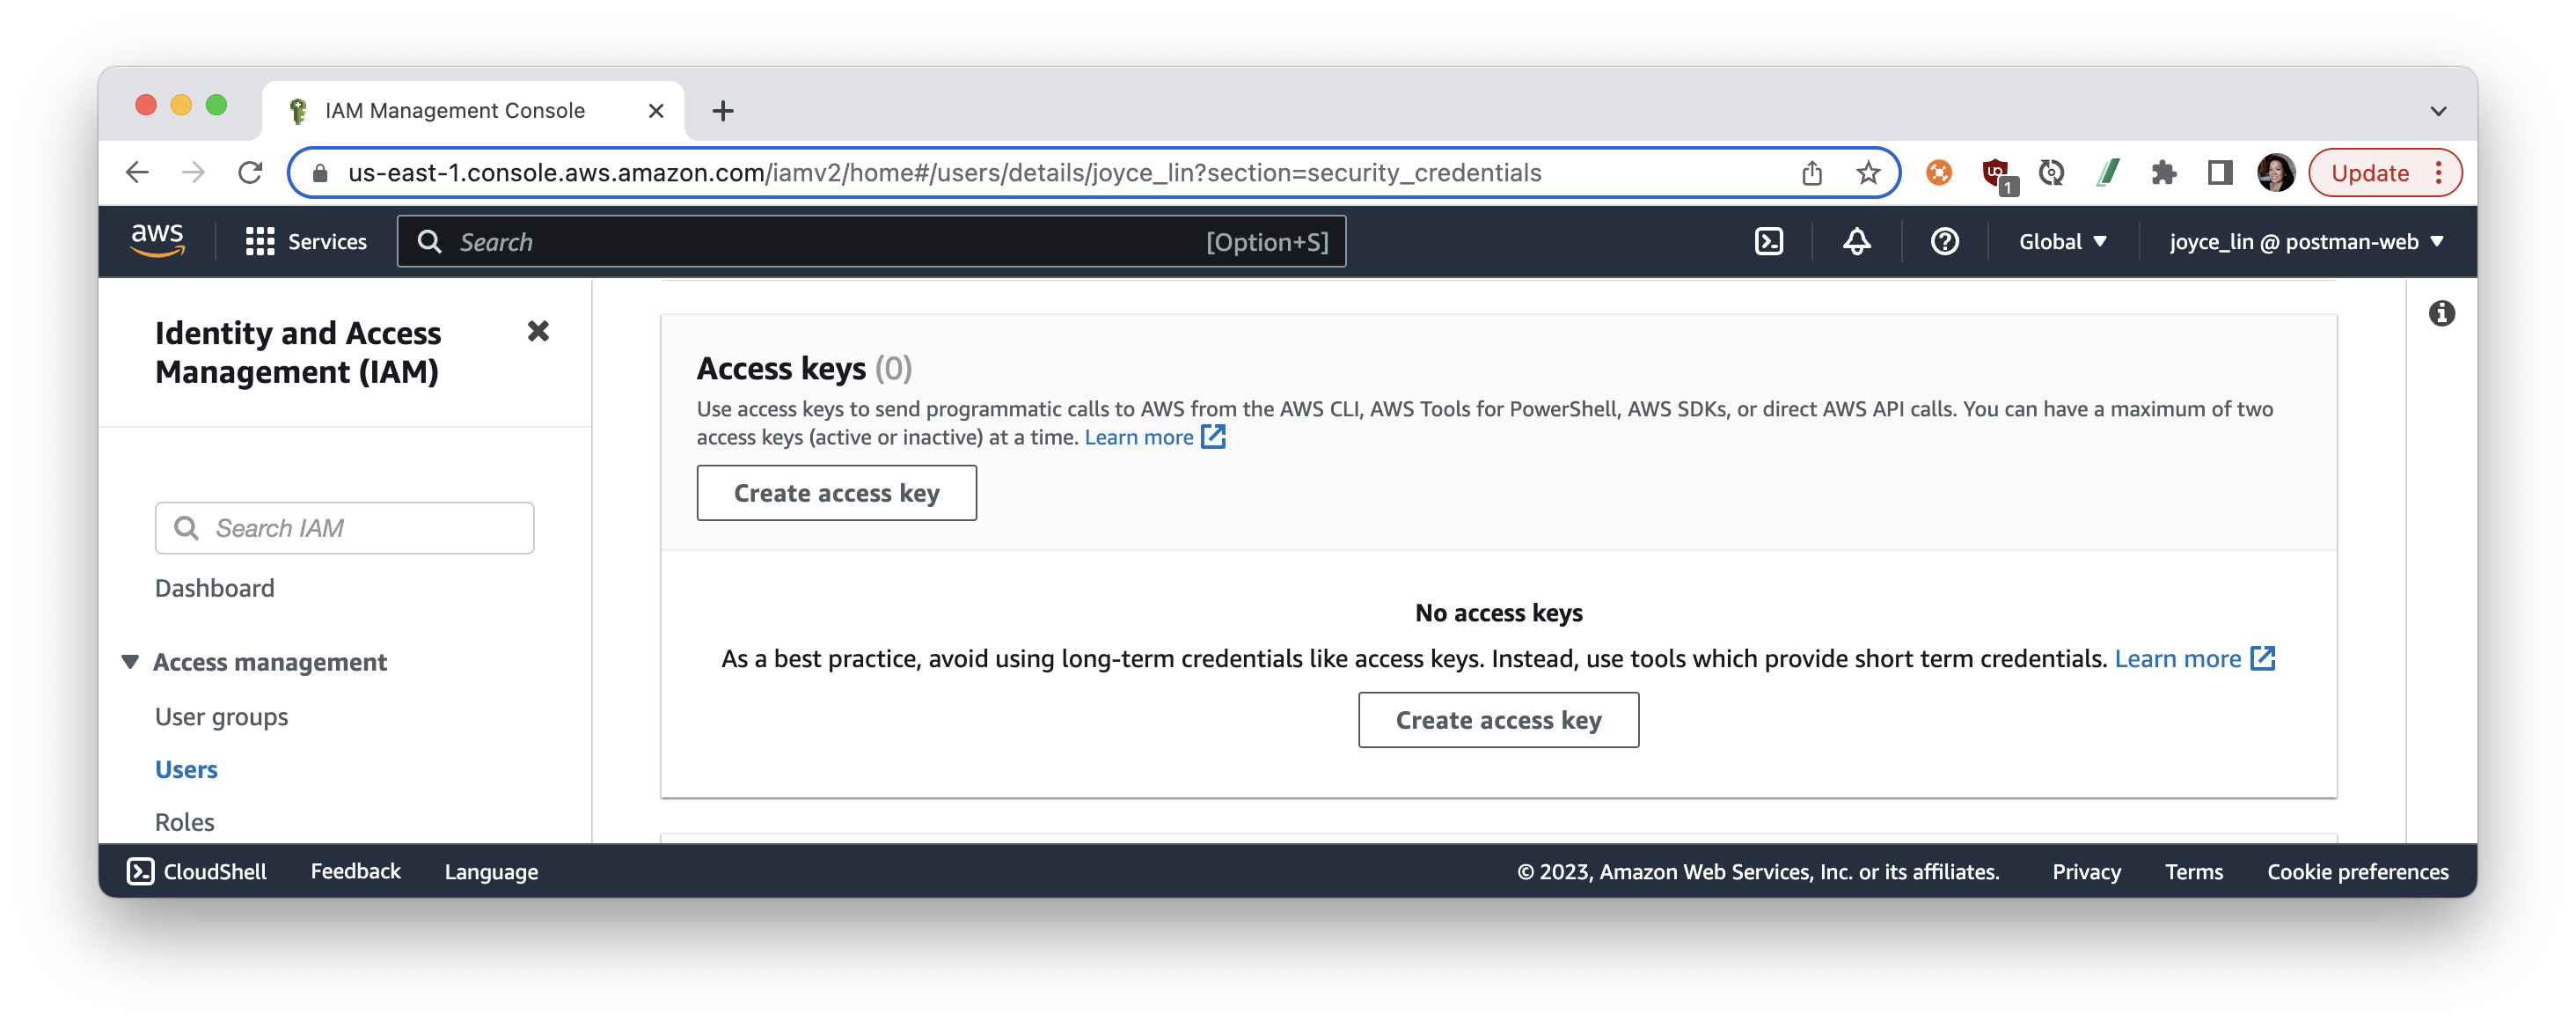 IAM Management Console
us-east-1.console.aws.amazon.com/iamv2/home#/users/details/joyce_lin?section=security_credentials
1
Update
aws
Services
Search
[Option+S]
Global
joyce_lin @ postman-web
Identity and Access
Management (IAM)
Search IAM
Dashboard
Access management
User groups
Users
Roles
Access keys (0)
Use access keys to send programmatic calls to AWS from the AWS CLI, AWS Tools for PowerShell, AWS SDKs, or direct AWS API calls. You can have a maximum of two
access keys (active or inactive) at a time. Learn more
Create access key
No access keys
As a best practice, avoid using long-term credentials like access keys. Instead, use tools which provide short term credentials. Learn more
Create access key
CloudShell
Feedback
Language
© 2023, Amazon Web Services, Inc. or its affiliates.
Privacy
Terms
Cookie preferences